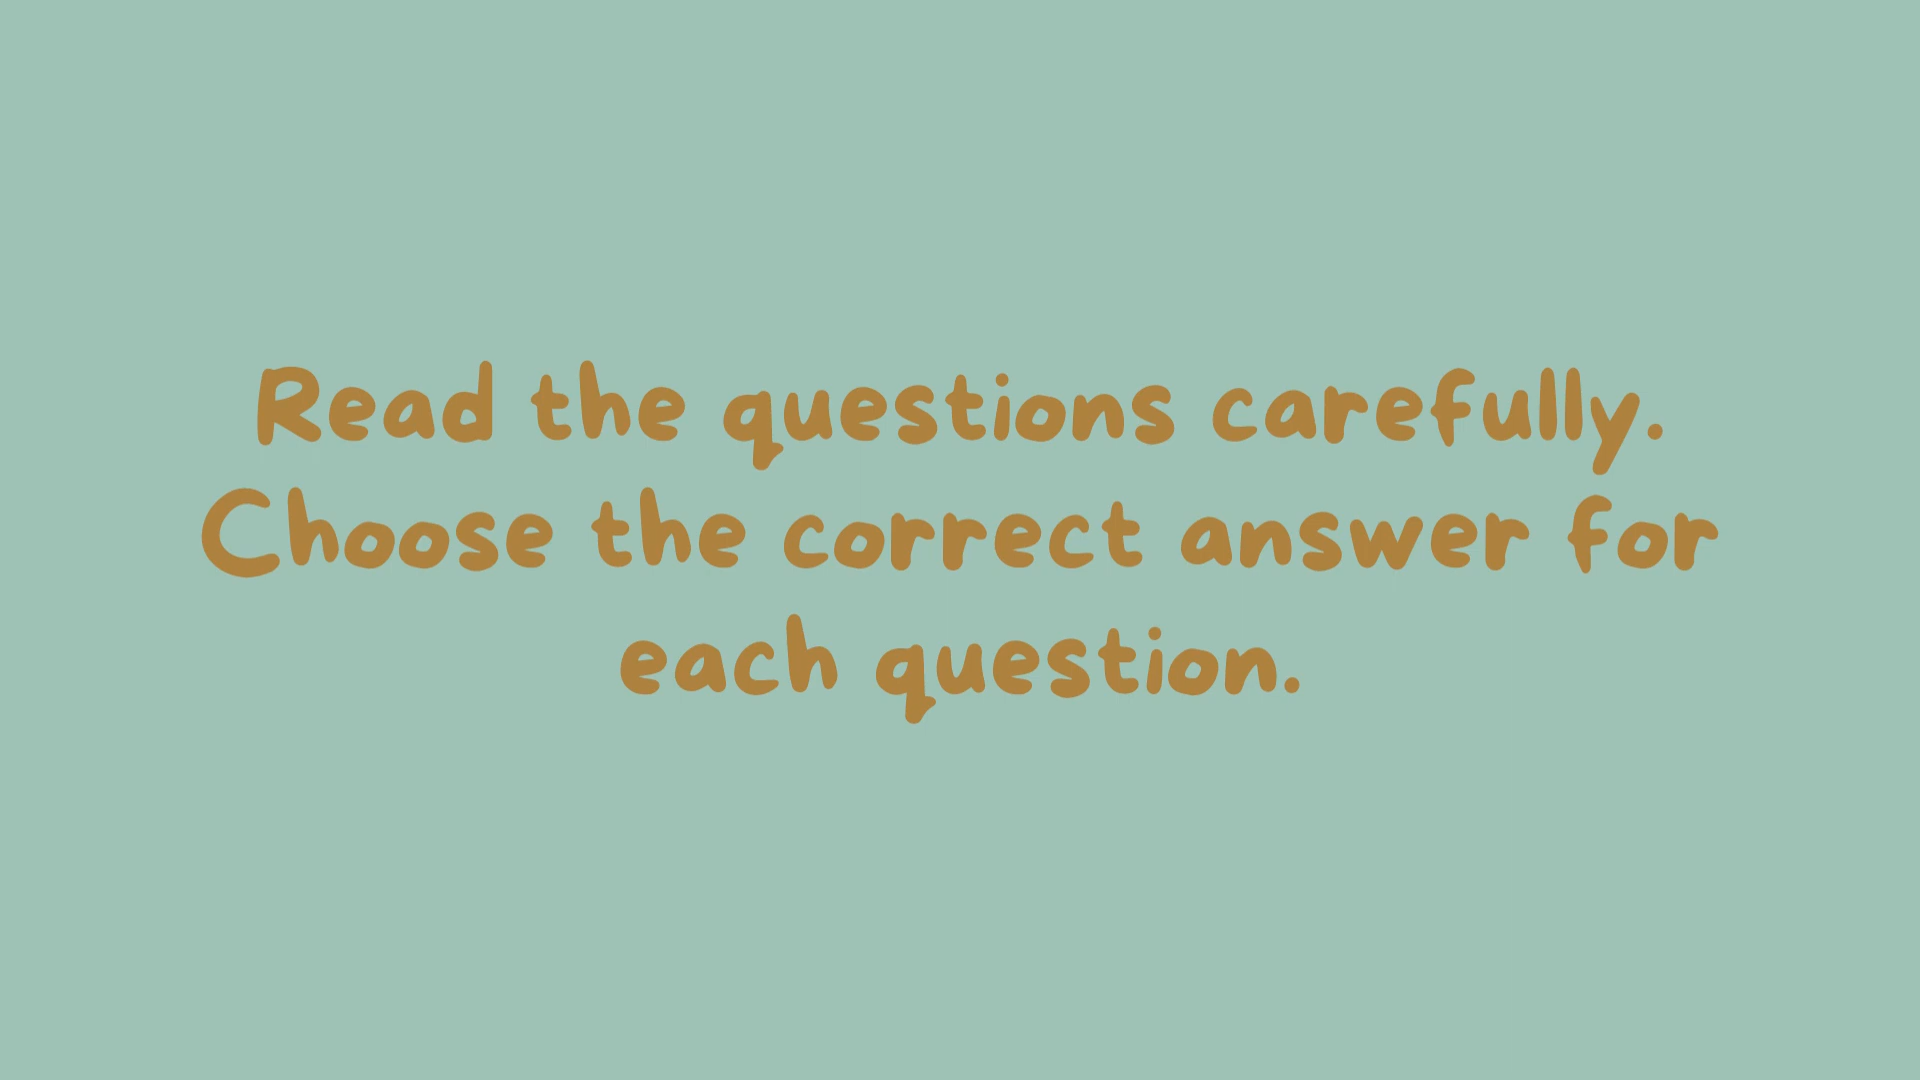 Read the questions carefully.
Choose the correct answer for
each question.